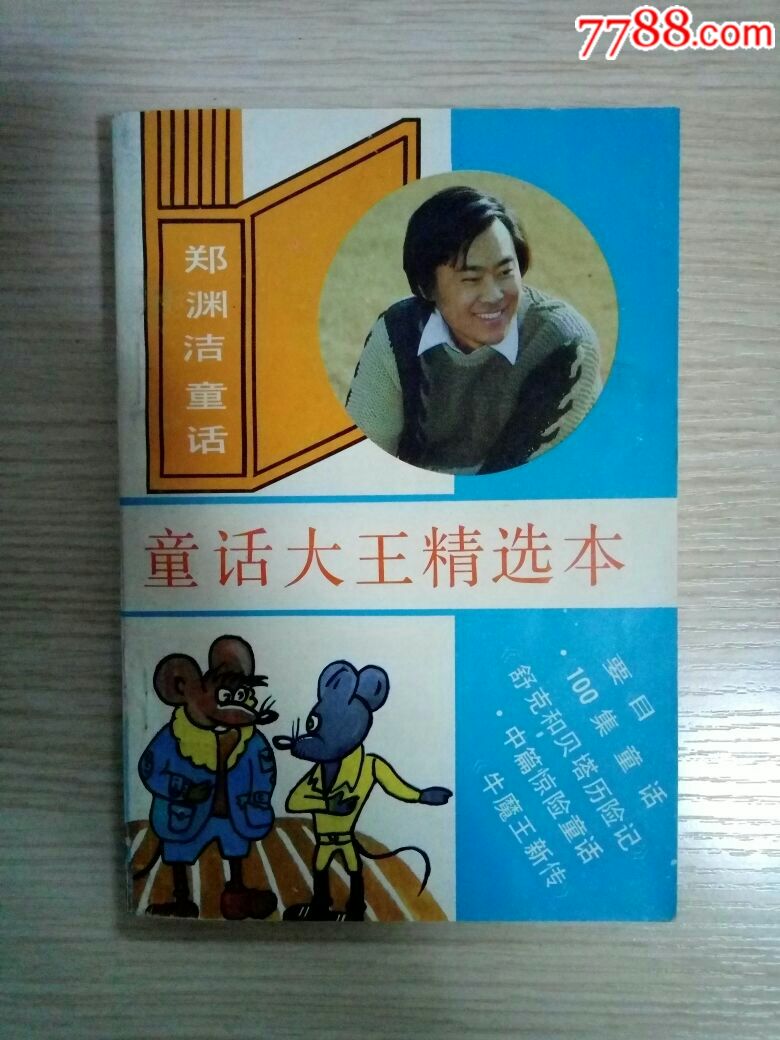 7788.com
郑渊洁童话
童话大王精选本
要目
·100集童话
《舒克和贝塔历险记》
·中篇惊险童话
《牛魔王新传》